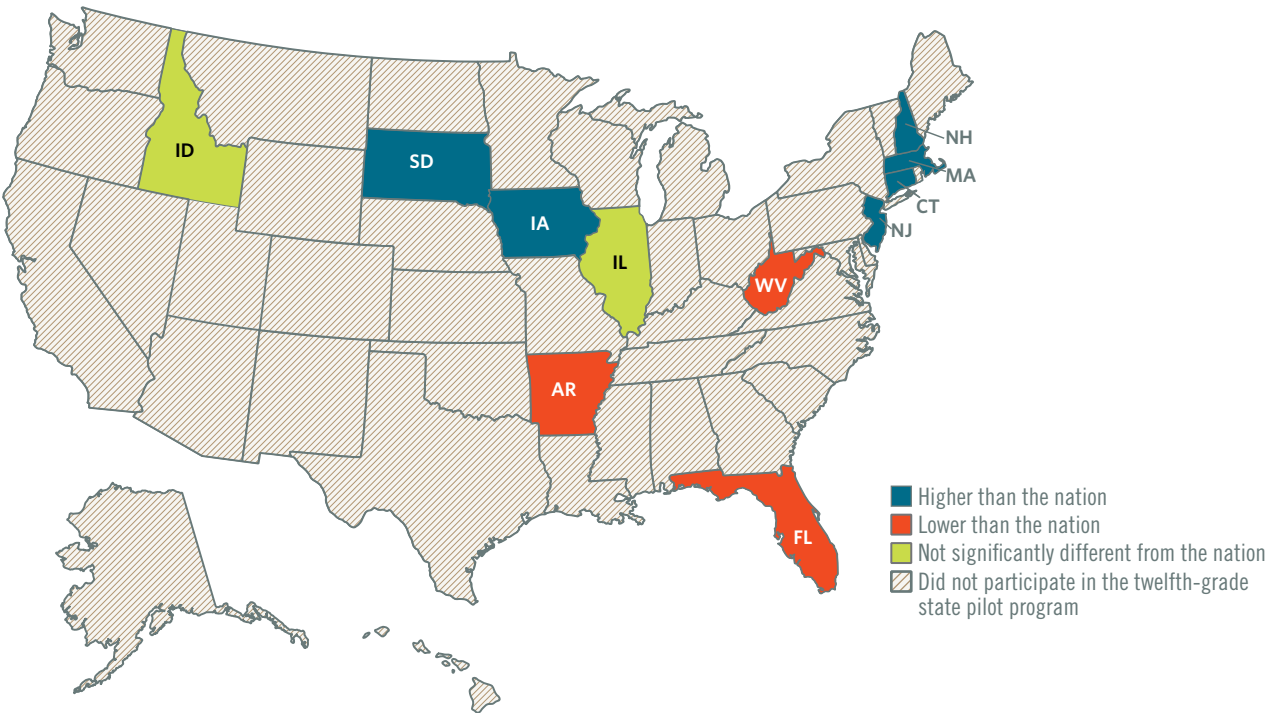 NH
ID
SD
MA
CT
IA
NJ
IL
WV
AR
Higher than the nation
Lower than the nation
FL
Not significantly different from the nation
Did not participate in the twelfth-grade
state pilot program